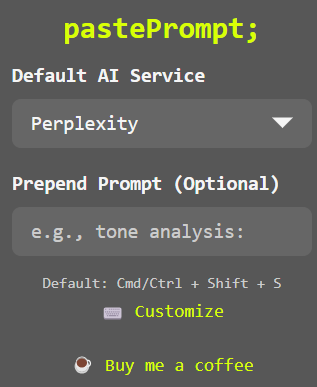 pastePrompt;
Default AI Service
Perplexity
Prepend Prompt (Optional)
e.g., tone analysis:
Default: Cmd/Ctrl + Shift + S
Customize
Buy me a coffee